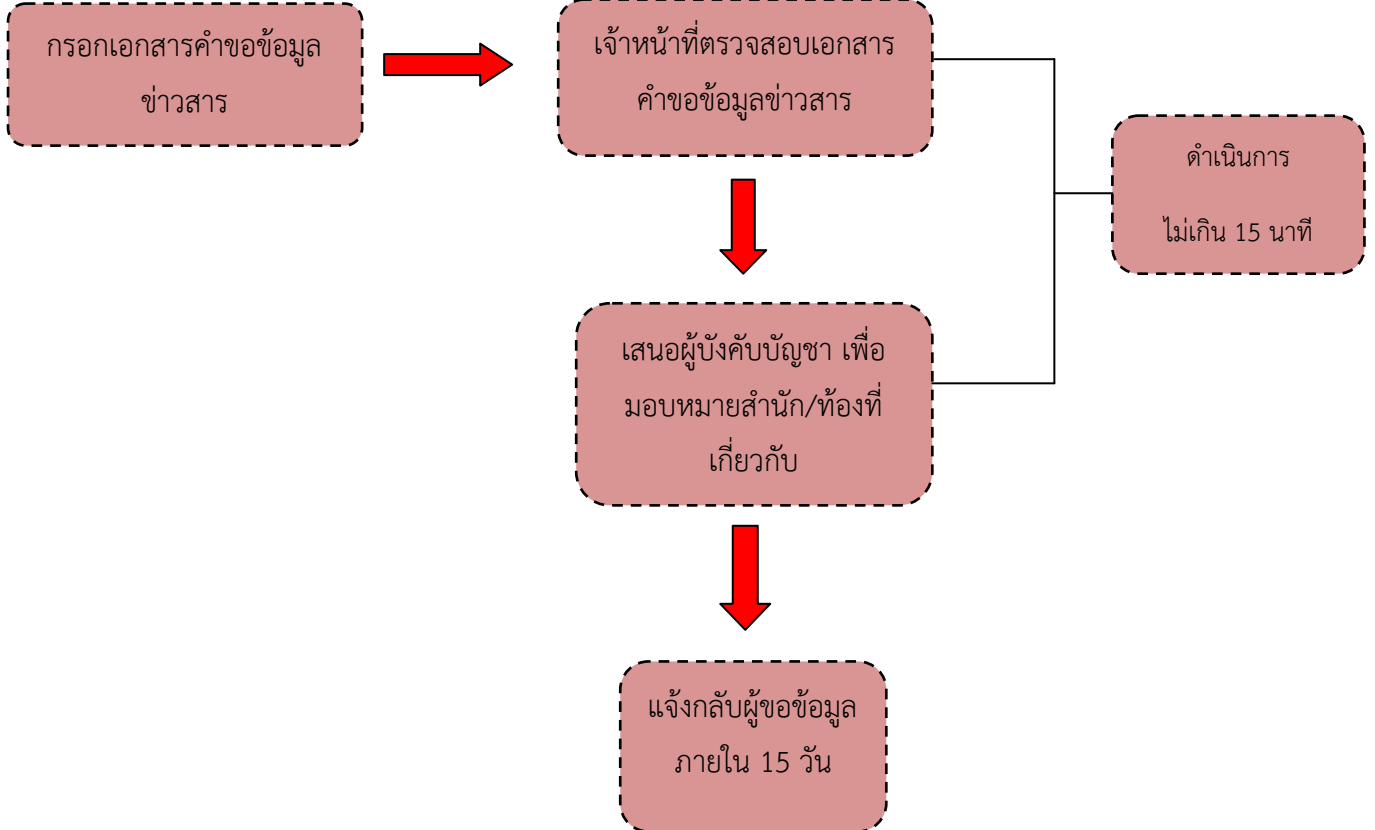 กรอกเอกสารคำขอข้อมูล
ข่าวสาร
เจ้าหน้าที่ตรวจสอบเอกสาร
คำขอข้อมูลข่าวสาร
ดำเนินการ
ไม่เกิน 15 นาที
เสนอผู้บังคับบัญชา เพื่อ
มอบหมายสำนัก/ท้องที่
เกี่ยวกับ
แจ้งกลับผู้ขอข้อมูล
ภายใน 15 วัน